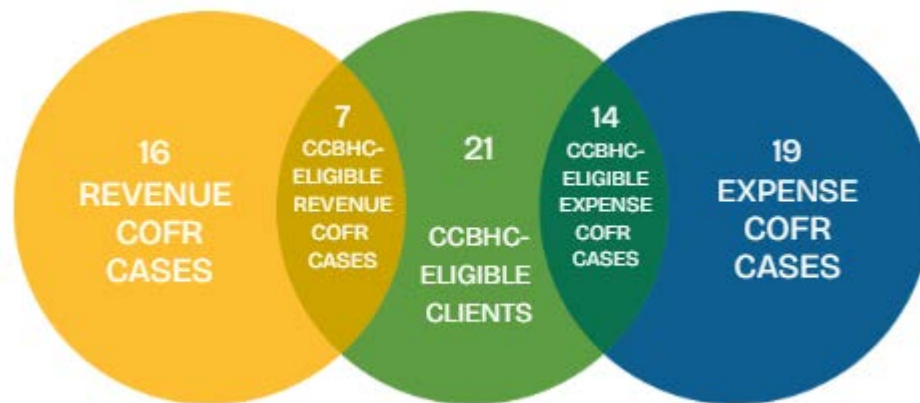 16
REVENUE
COFR
CASES
7
CCBHC-
ELIGIBLE
REVENUE
COFR
CASES
21
CCBHC-
ELIGIBLE
CLIENTS
14
CCBHC-
ELIGIBLE
EXPENSE
COFR
CASES
19
EXPENSE
COFR
CASES